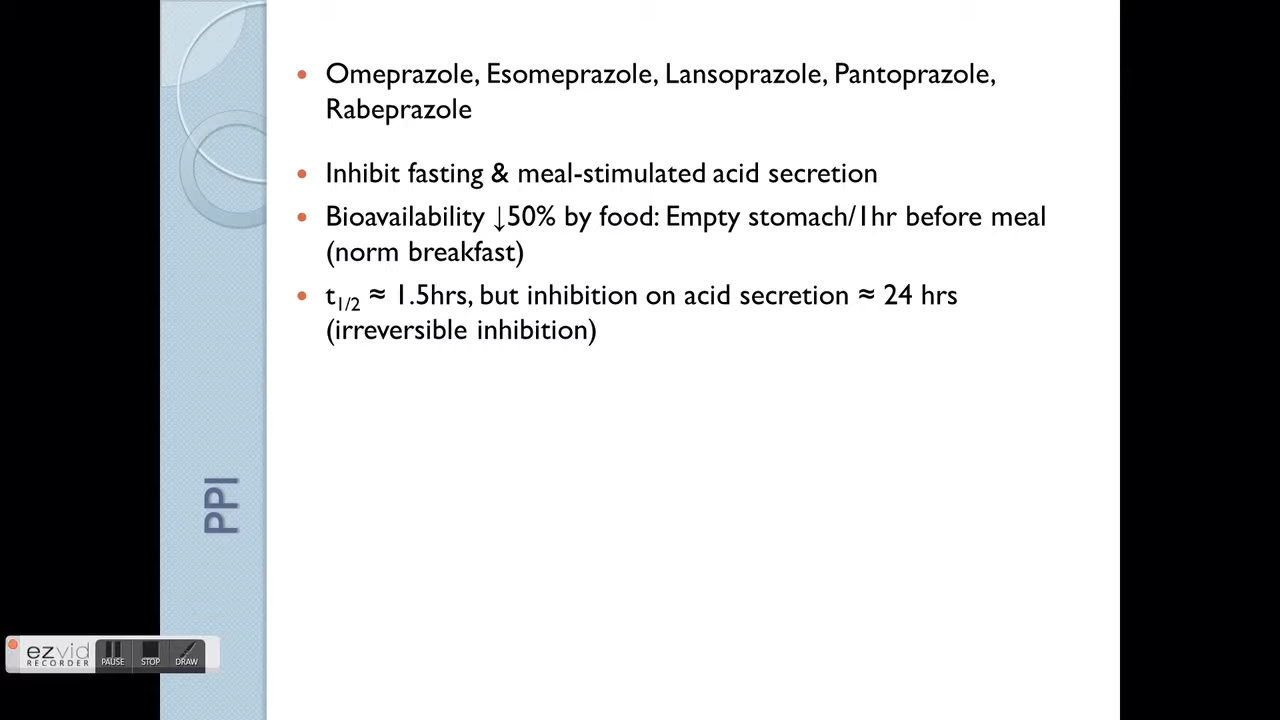 Omeprazole, Esomeprazole, Lansoprazole, Pantoprazole,
Rabeprazole
Inhibit fasting & meal-stimulated acid secretion
Bioavailability ↓50% by food: Empty stomach/1hr before meal
(norm breakfast)
t1/2 ≈ 1.5hrs, but inhibition on acid secretion ≈ 24 hrs
(irreversible inhibition)
PPI
ezvid
RECORDER
PAUSE STOP DRAW